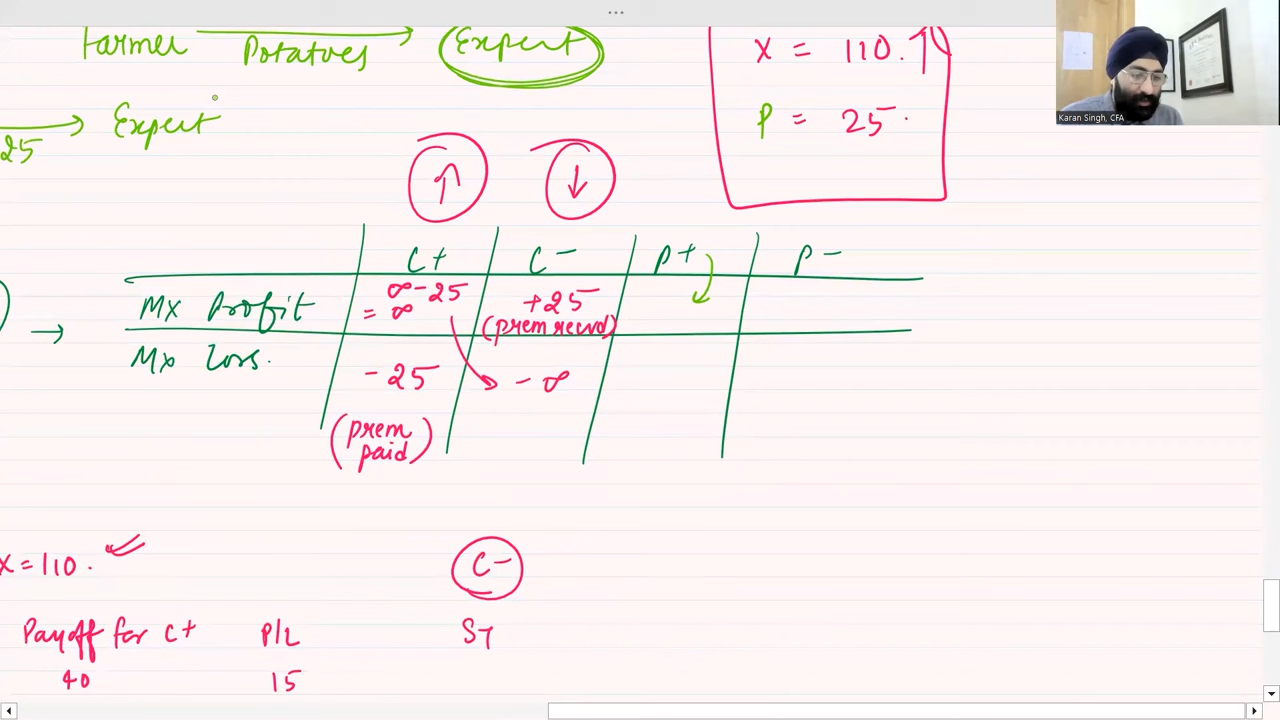 Farmer Potatoes Expert
X = 110.
25 Expert
P = 25.
C+ C- P+ P-
Mx Profit ∞-25 +25
= ∞ (prem recvd)
Mx Loss. -25 -∞
(prem
paid)
X=110.
C-
Payoff for C+ P/L ST
40 15
Karan Singh, CFA